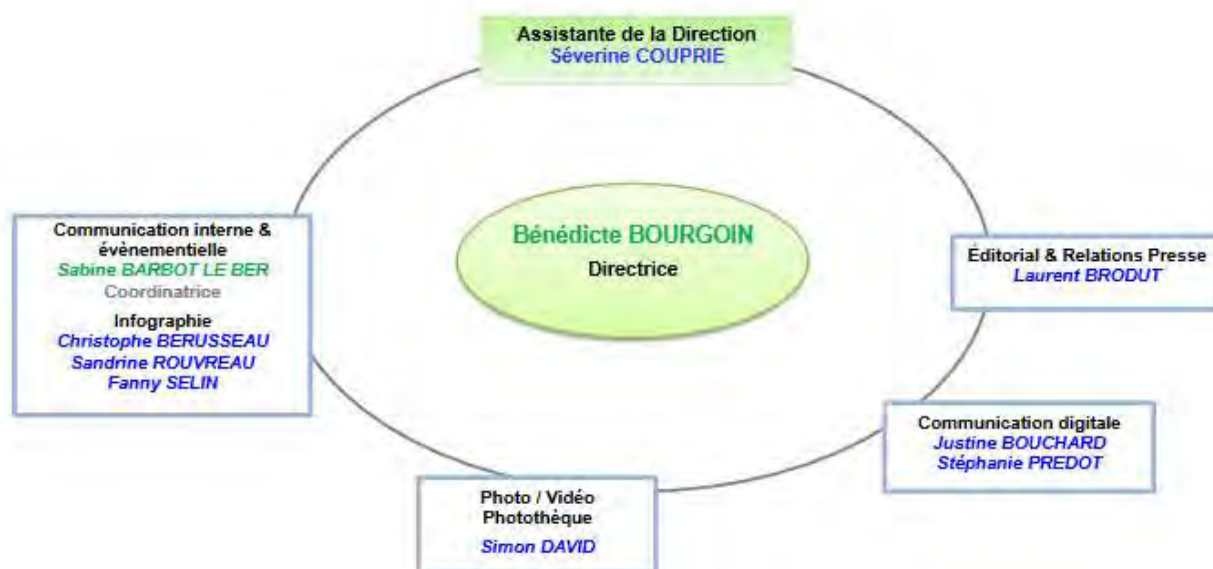 Assistante de la Direction
Séverine COUPRIE
Bénédicte BOURGOIN
Directrice
Communication interne &
évènementielle
Sabine BARBOT LE BER
Coordinatrice
Infographie
Christophe BERUSSEAU
Sandrine ROUVREAU
Fanny SELIN
Éditorial & Relations Presse
Laurent BRODUT
Communication digitale
Justine BOUCHARD
Stéphanie PREDOT
Photo / Vidéo
Photothèque
Simon DAVID